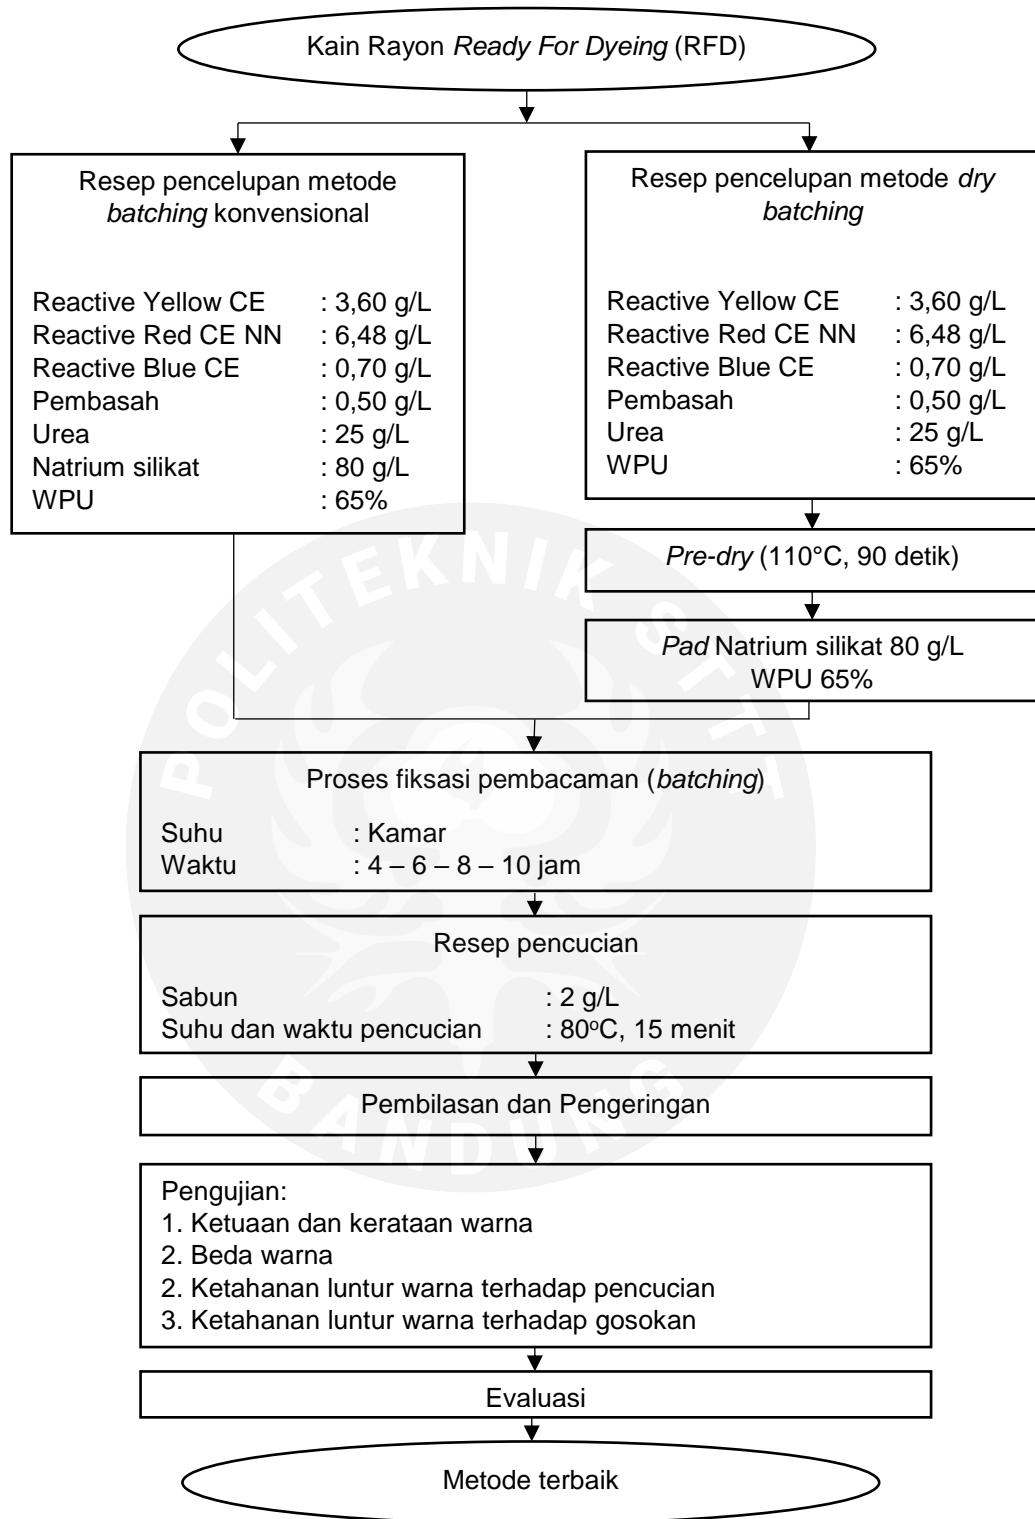 Kain Rayon Ready For Dyeing (RFD)
Resep pencelupan metode
batching konvensional
Reactive Yellow CE : 3,60 g/L
Reactive Red CE NN : 6,48 g/L
Reactive Blue CE : 0,70 g/L
Pembasah : 0,50 g/L
Urea : 25 g/L
Natrium silikat : 80 g/L
WPU : 65%
Resep pencelupan metode dry
batching
Reactive Yellow CE : 3,60 g/L
Reactive Red CE NN : 6,48 g/L
Reactive Blue CE : 0,70 g/L
Pembasah : 0,50 g/L
Urea : 25 g/L
WPU : 65%
Pre-dry (110°C, 90 detik)
Pad Natrium silikat 80 g/L
WPU 65%
POLITEKNIK STTT
BANDUNG
Proses fiksasi pembacaman (batching)
Suhu : Kamar
Waktu : 4 – 6 – 8 – 10 jam
Resep pencucian
Sabun : 2 g/L
Suhu dan waktu pencucian : 80°C, 15 menit
Pembilasan dan Pengeringan
Pengujian:
1. Ketuaan dan kerataan warna
2. Beda warna
2. Ketahanan luntur warna terhadap pencucian
3. Ketahanan luntur warna terhadap gosokan
Evaluasi
Metode terbaik